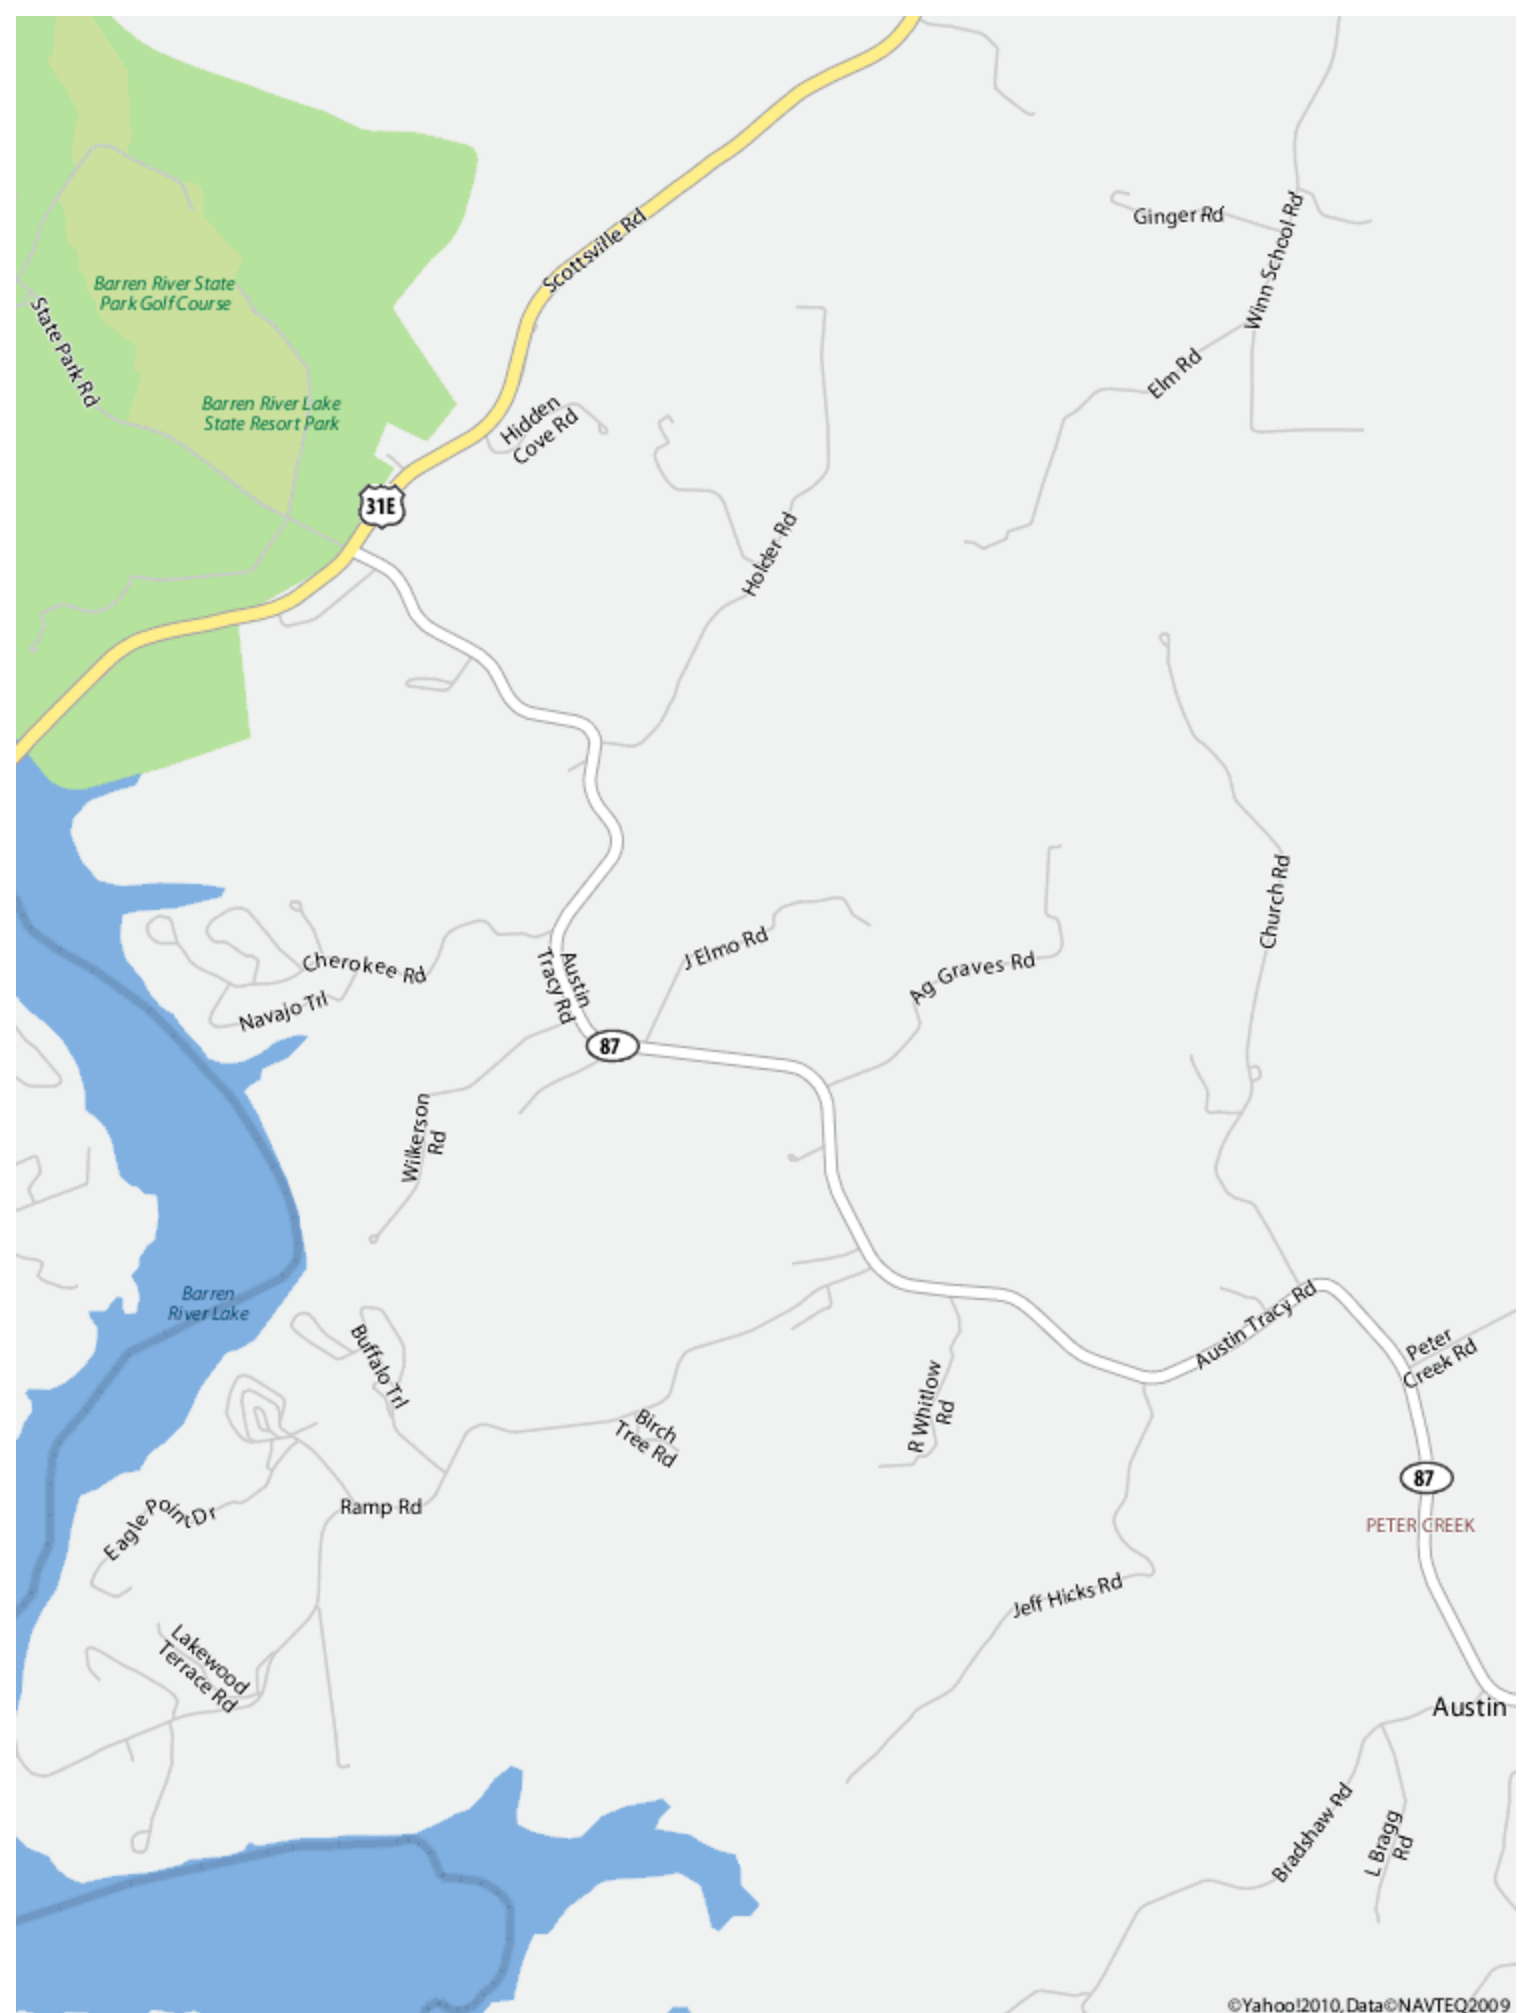 Scottsville Rd
Ginger Rd
Winn School Rd
Barren River State
Park Golf Course
State Park Rd
Elm Rd
Barren River Lake
State Resort Park
Hidden
Cove Rd
31E
Holder Rd
Church Rd
J Elmo Rd
Cherokee Rd
Ag Graves Rd
Austin
Tracy Rd
Navajo Trl
87
Wilkerson
Rd
Barren
River Lake
Austin Tracy Rd
Buffalo Trl
Peter
Creek Rd
R Whitlow
Rd
Birch
Tree Rd
87
Ramp Rd
Eagle Point Dr
PETER CREEK
Jeff Hicks Rd
Lakewood
Terrace Rd
Austin
Bradshaw Rd
L Bragg
Rd
©Yahoo!2010, Data©NAVTEQ2009